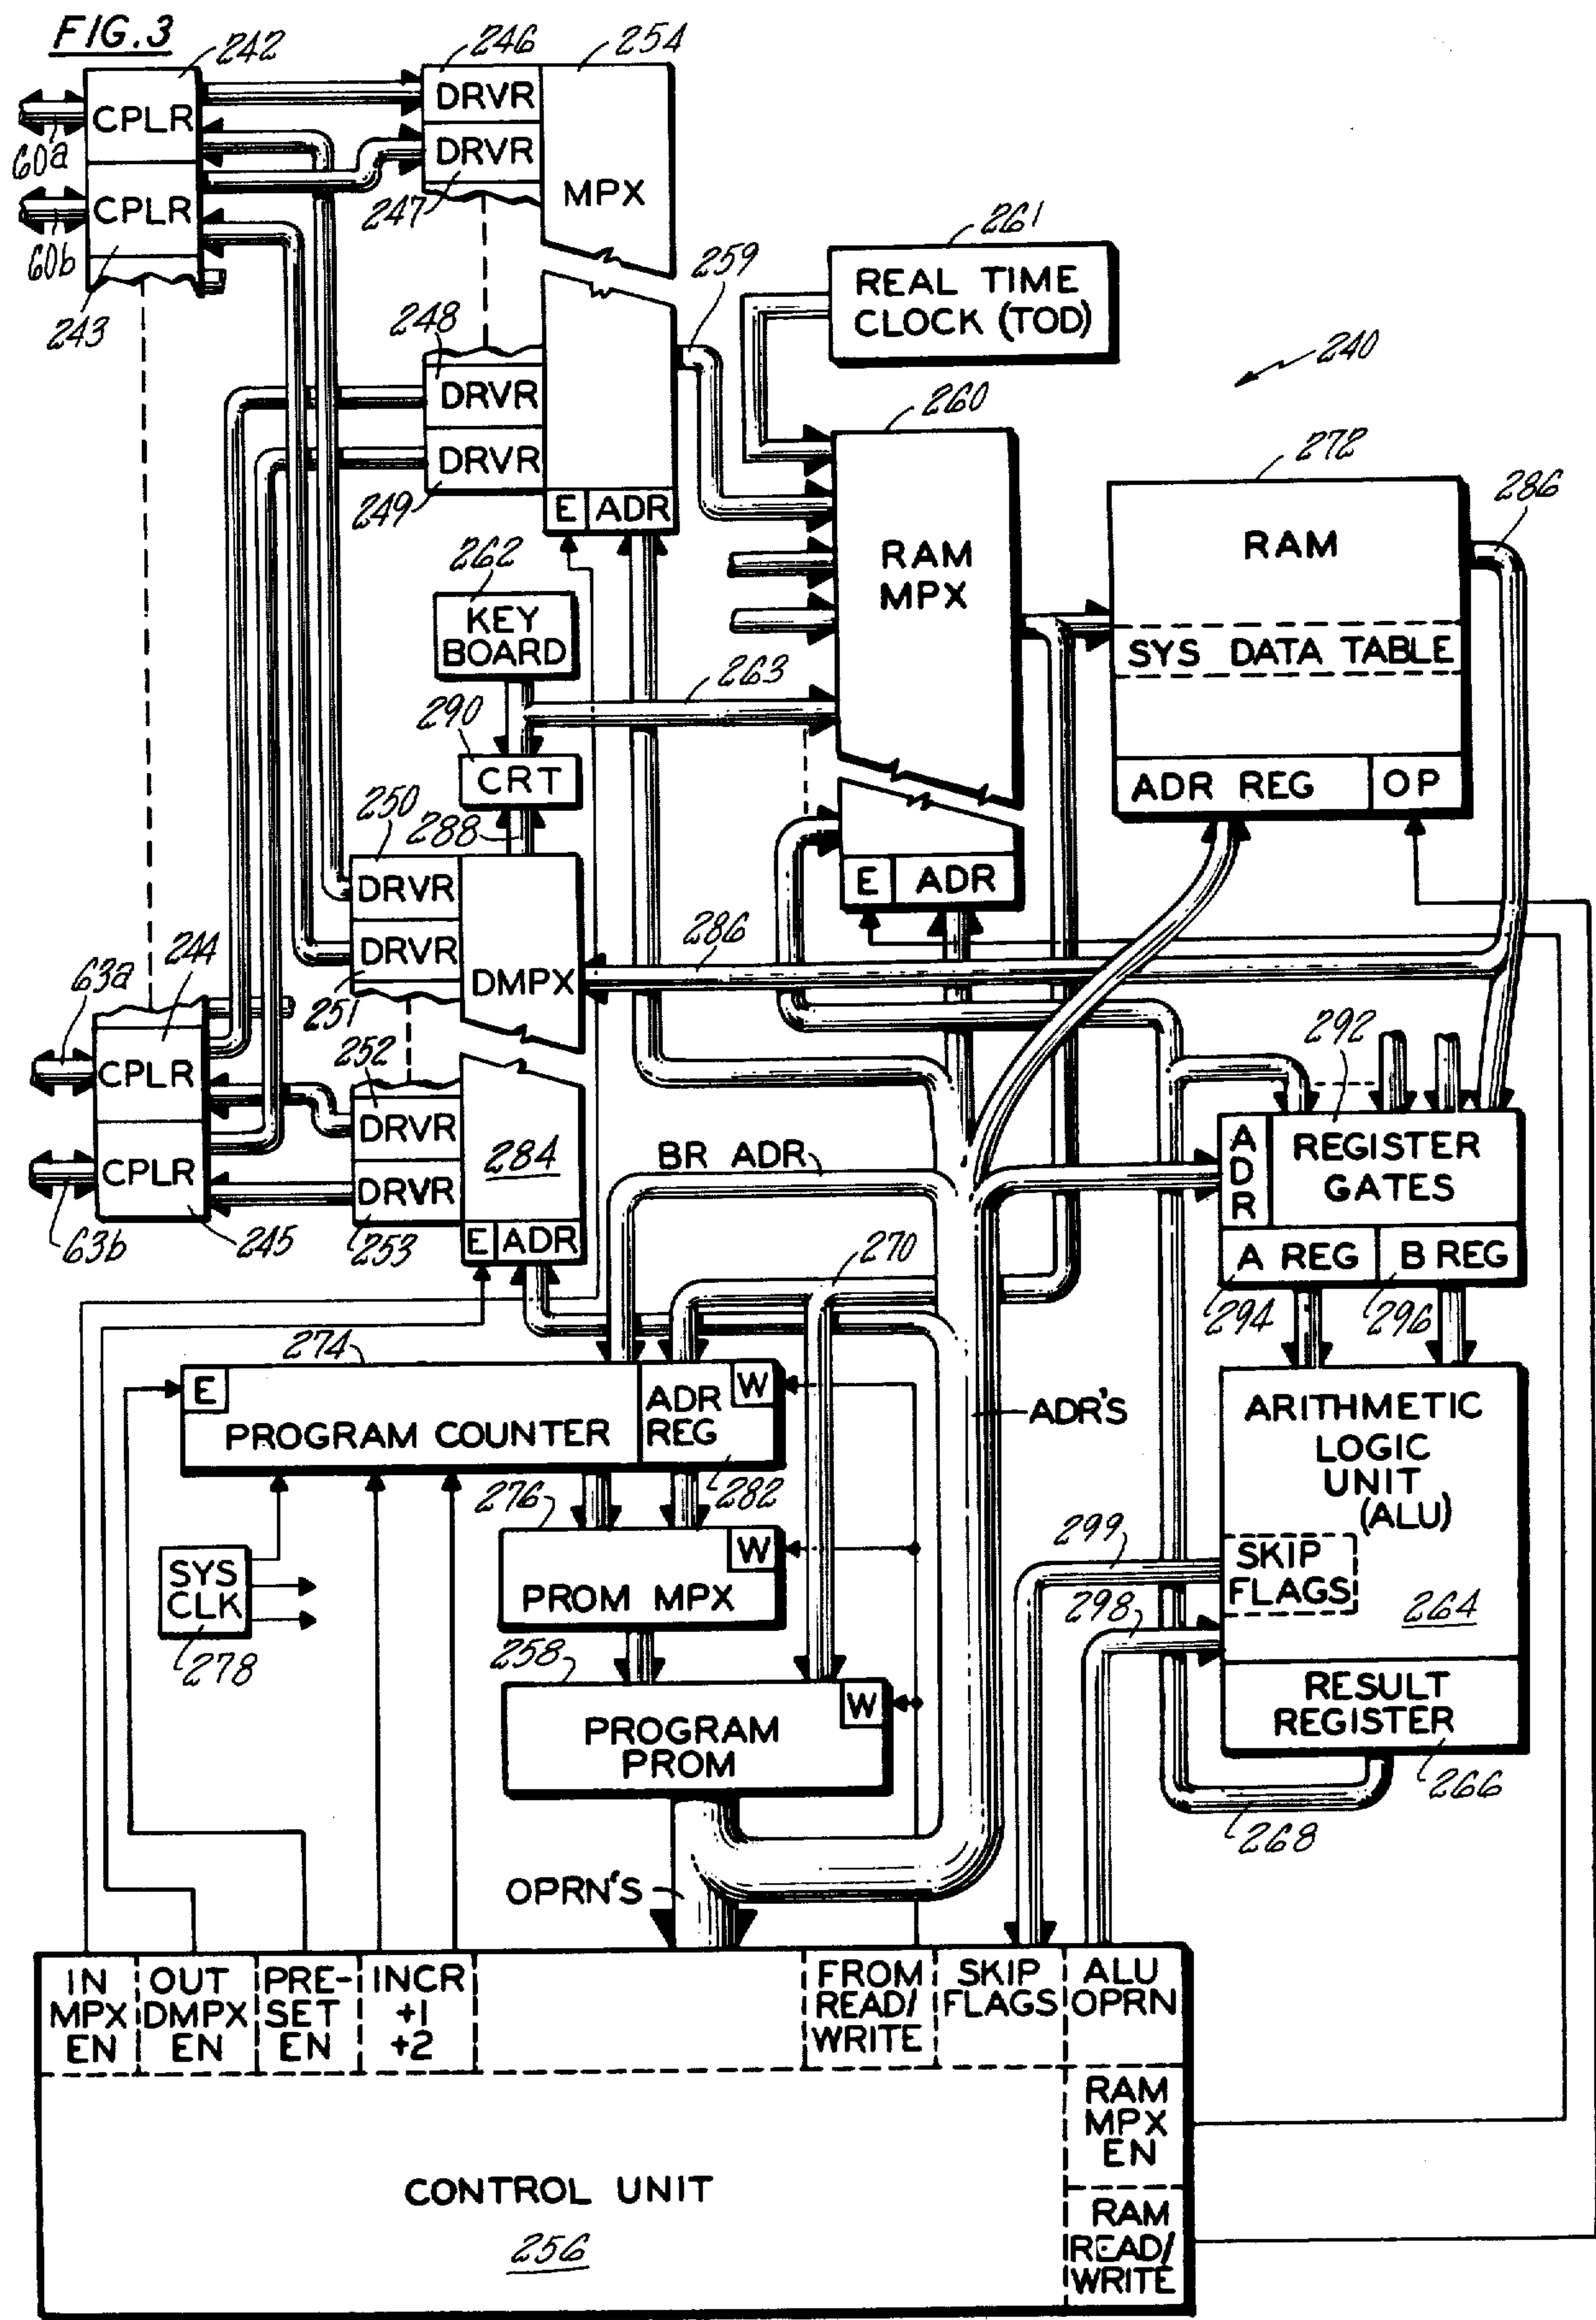 FIG.3
242
246
254
CPLR
DRVR
60a
DRVR
MPX
CPLR
247
60b
243
261
259
REAL TIME
CLOCK (TOD)
248
DRVR
240
260
DRVR
272
249
E
ADR
286
262
RAM
MPX
RAM
KEY
BOARD
SYS DATA TABLE
263
290
CRT
ADR REG
OP
250
288
DRVR
E
ADR
244
DRVR
286
63a
DMPX
251
292
CPLR
252
DRVR
284
BR ADR
ADR
REGISTER
GATES
CPLR
DRVR
63b
245
253
E
ADR
270
A REG
B REG
294
296
274
E
ADR
REG
W
PROGRAM COUNTER
ADR'S
ARITHMETIC
LOGIC
UNIT
(ALU)
276
282
299
W
SYS
CLK
PROM MPX
SKIP
FLAGS
298
264
278
258
W
RESULT
REGISTER
PROGRAM
PROM
266
268
OPRN'S
IN
MPX
EN
OUT
DMPX
EN
PRE-
SET
EN
INCR
+1
+2
FROM
READ/
WRITE
SKIP
FLAGS
ALU
OPRN
RAM
MPX
EN
CONTROL UNIT
256
RAM
READ/
WRITE